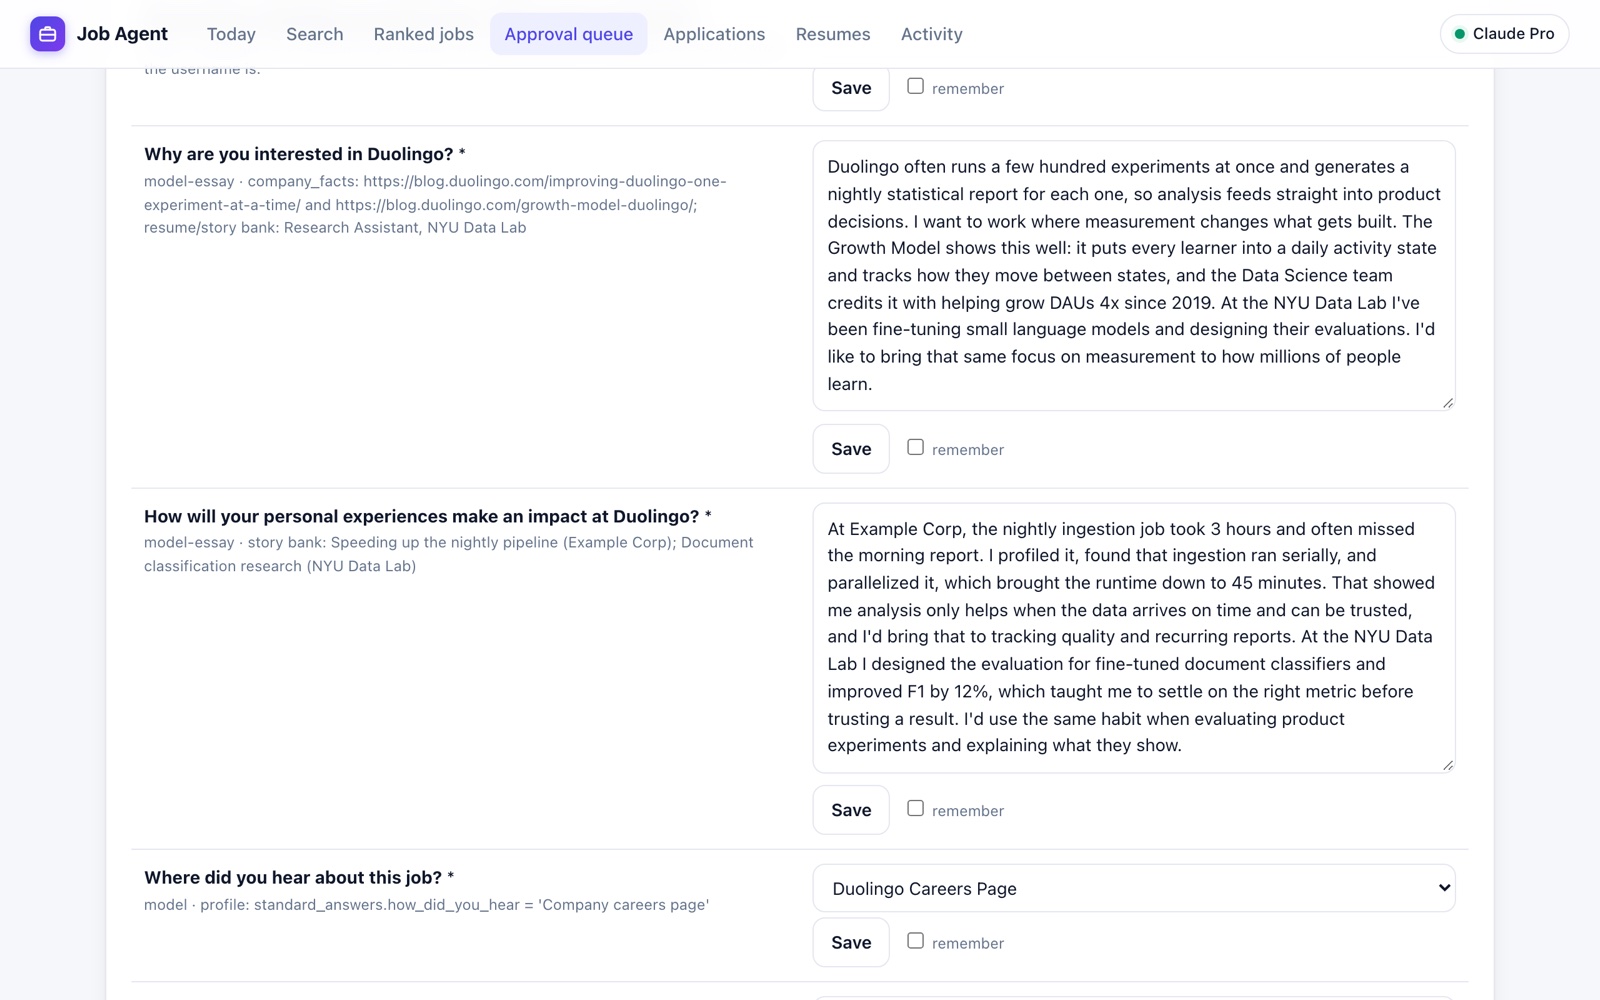 Job Agent
Today
Search
Ranked jobs
Approval queue
Applications
Resumes
Activity
Claude Pro
the username is.
Save
remember
Why are you interested in Duolingo? *
model-essay · company_facts: https://blog.duolingo.com/improving-duolingo-one-
experiment-at-a-time/ and https://blog.duolingo.com/growth-model-duolingo/;
resume/story bank: Research Assistant, NYU Data Lab
Duolingo often runs a few hundred experiments at once and generates a
nightly statistical report for each one, so analysis feeds straight into product
decisions. I want to work where measurement changes what gets built. The
Growth Model shows this well: it puts every learner into a daily activity state
and tracks how they move between states, and the Data Science team
credits it with helping grow DAUs 4x since 2019. At the NYU Data Lab I've
been fine-tuning small language models and designing their evaluations. I'd
like to bring that same focus on measurement to how millions of people
learn.
Save
remember
How will your personal experiences make an impact at Duolingo? *
model-essay · story bank: Speeding up the nightly pipeline (Example Corp); Document
classification research (NYU Data Lab)
At Example Corp, the nightly ingestion job took 3 hours and often missed
the morning report. I profiled it, found that ingestion ran serially, and
parallelized it, which brought the runtime down to 45 minutes. That showed
me analysis only helps when the data arrives on time and can be trusted,
and I'd bring that to tracking quality and recurring reports. At the NYU Data
Lab I designed the evaluation for fine-tuned document classifiers and
improved F1 by 12%, which taught me to settle on the right metric before
trusting a result. I'd use the same habit when evaluating product
experiments and explaining what they show.
Save
remember
Where did you hear about this job? *
model · profile: standard_answers.how_did_you_hear = 'Company careers page'
Duolingo Careers Page
Save
remember